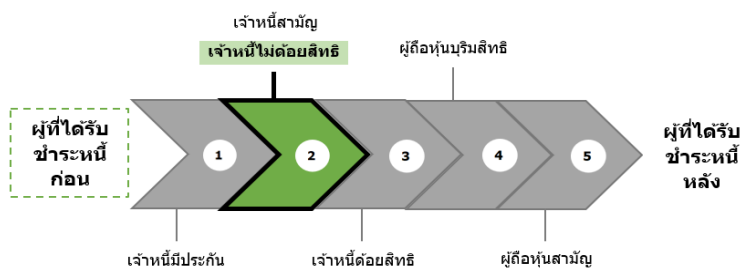 เจ้าหนี้สามัญ
เจ้าหนี้ไม่ด้อยสิทธิ
ผู้ถือหุ้นบุริมสิทธิ
ผู้ที่ได้รับ
ชำระหนี้
ก่อน
1
2
3
4
5
ผู้ที่ได้รับ
ชำระหนี้
หลัง
เจ้าหนี้มีประกัน
เจ้าหนี้ด้อยสิทธิ
ผู้ถือหุ้นสามัญ